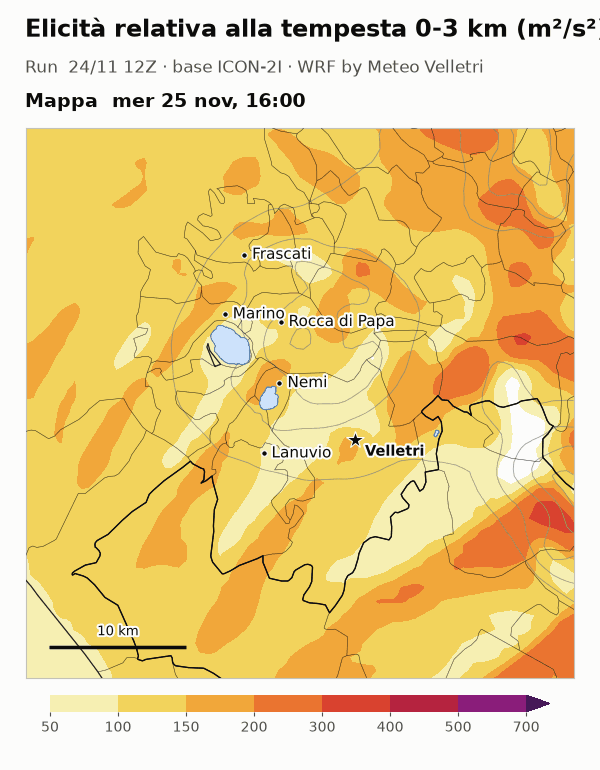 Elicità relativa alla tempesta 0-3 km (m²/s²)
Run 24/11 12Z · base ICON-2I · WRF by Meteo Velletri
Mappa mer 25 nov, 16:00
Frascati
Marino
Rocca di Papa
Nemi
Velletri
Lanuvio
10 km
50 100 150 200 300 400 500 700